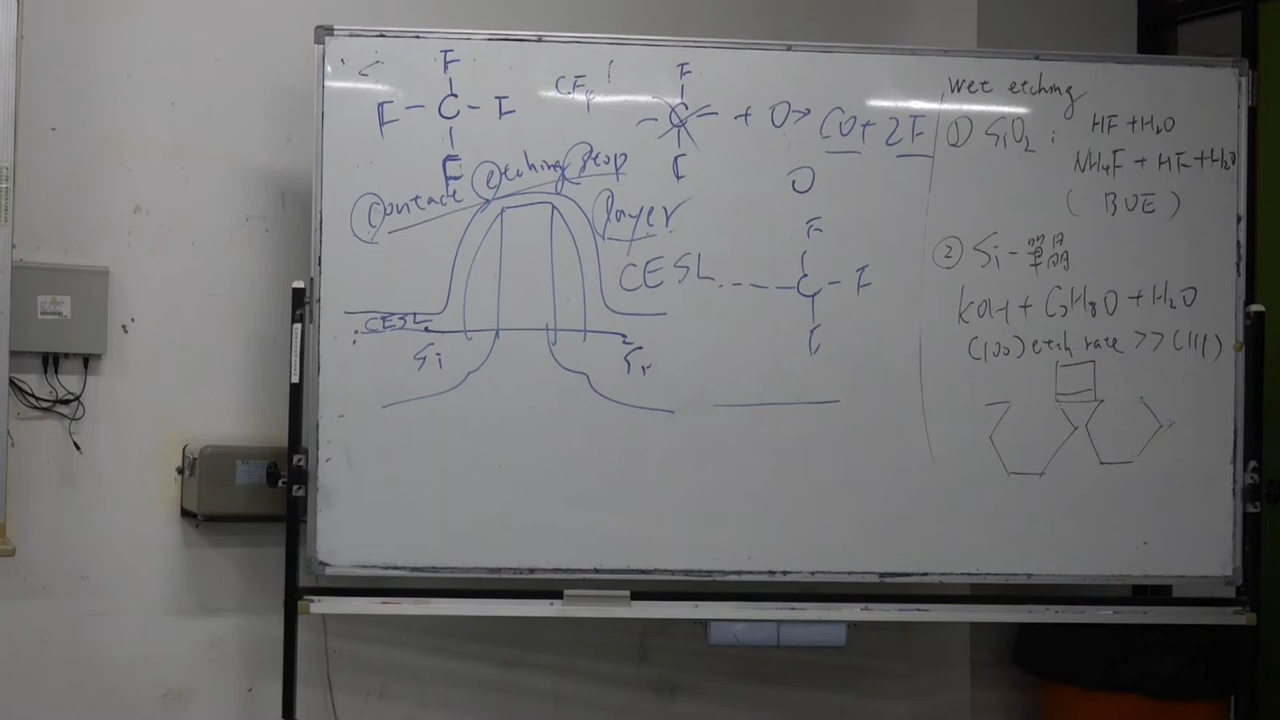 F
F - C - F
F
CF4
F
C
F
+ O → CO + 2F
O
Contact Etching Stop
layer
CESL
F
C - F
F
CESL
Si
Si
Wet etching
① SiO2 :
HF + H2O
NH4F + HF + H2O
( BOE )
② Si - 單晶
KOH + C3H8O + H2O
(100) etch rate >> (111)